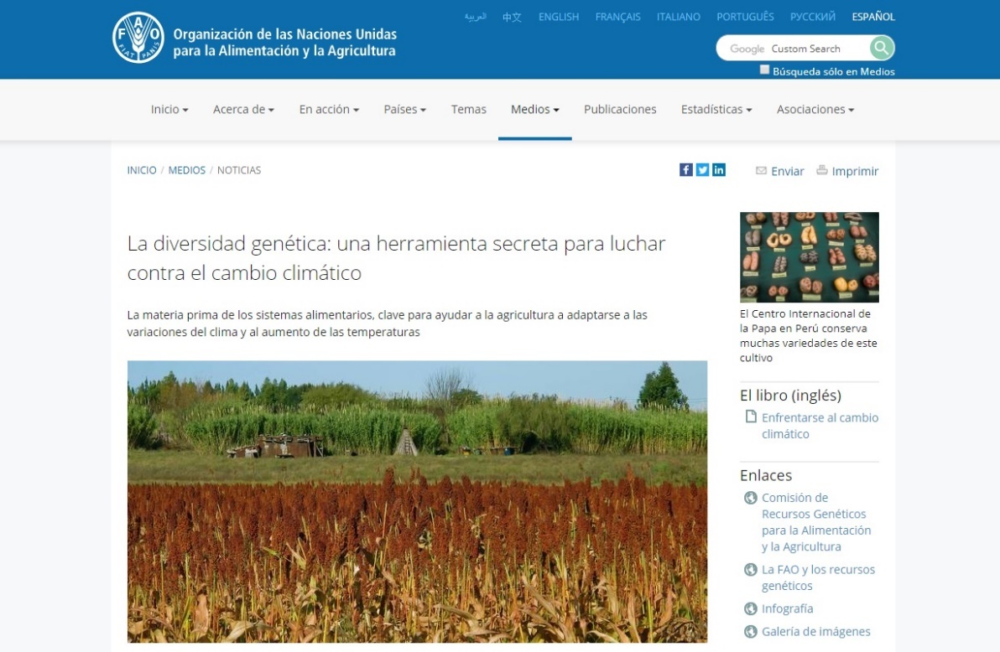 العربية 中文 ENGLISH FRANÇAIS ITALIANO PORTUGUÊS РУССКИЙ ESPAÑOL
F A O
FIAT PANIS
Organización de las Naciones Unidas
para la Alimentación y la Agricultura
Google Custom Search
Búsqueda sólo en Medios
Inicio Acerca de En acción Países Temas Medios Publicaciones Estadísticas Asociaciones
INICIO / MEDIOS / NOTICIAS
f in Enviar Imprimir
La diversidad genética: una herramienta secreta para luchar
contra el cambio climático
La materia prima de los sistemas alimentarios, clave para ayudar a la agricultura a adaptarse a las
variaciones del clima y al aumento de las temperaturas
El Centro Internacional de
la Papa en Perú conserva
muchas variedades de este
cultivo
El libro (inglés)
Enfrentarse al cambio
climático
Enlaces
Comisión de
Recursos Genéticos
para la Alimentación
y la Agricultura
La FAO y los recursos
genéticos
Infografía
Galería de imágenes